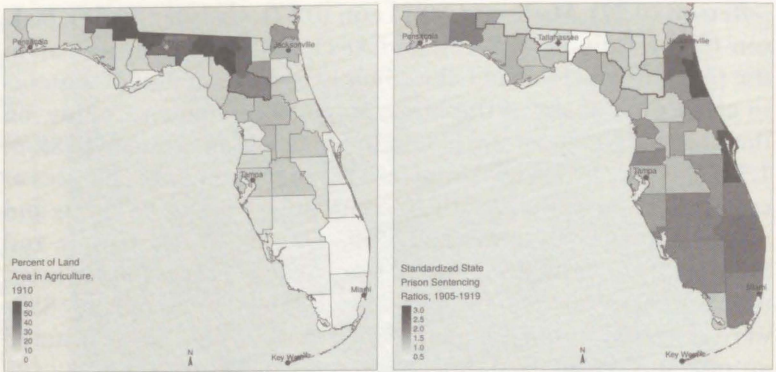 Pensacola
Jacksonville
Tampa
Miami
Key West
Percent of Land
Area in Agriculture,
1910
60
50
40
30
20
10
0
N
Pensacola
Tallahassee
Tampa
Miami
Key West
Standardized State
Prison Sentencing
Ratios, 1905-1919
3.0
2.5
2.0
1.5
1.0
0.5
N